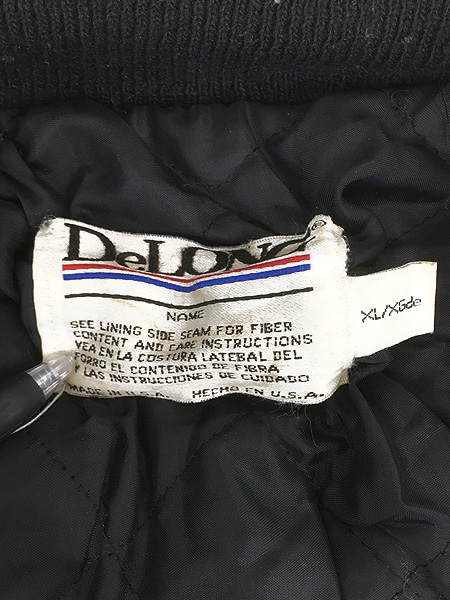 DeLONG
NAME
SEE LINING SIDE SEAM FOR FIBER
CONTENT AND CARE INSTRUCTIONS
VEA EN LA COSTURA LATEBAL DEL
FORRO EL CONTENIDO DE FIBRA
Y LAS INSTRUCCIONES DE CUIDADO
MADE IN U.S.A. HECHO EN U.S.A.
XL/XGde